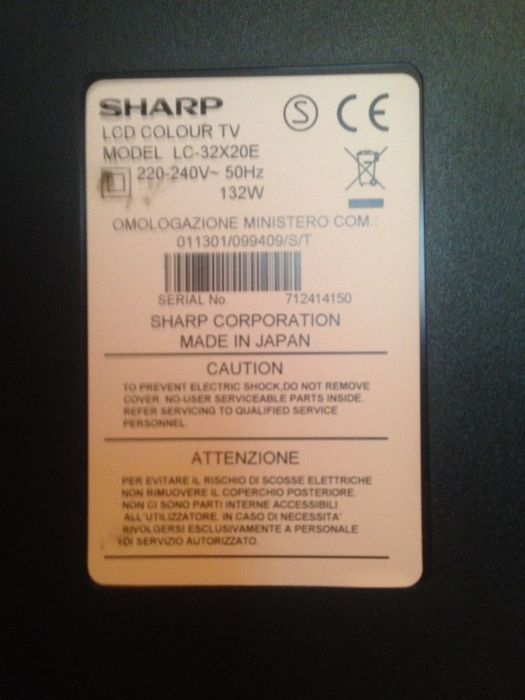 SHARP
LCD COLOUR TV
MODEL LC-32X20E
220-240V~ 50Hz
132W
S CE
OMOLOGAZIONE MINISTERO COM.:
011301/099409/S/T
SERIAL No. 712414150
SHARP CORPORATION
MADE IN JAPAN
CAUTION
TO PREVENT ELECTRIC SHOCK,DO NOT REMOVE
COVER. NO-USER SERVICEABLE PARTS INSIDE.
REFER SERVICING TO QUALIFIED SERVICE
PERSONNEL
ATTENZIONE
PER EVITARE IL RISCHIO DI SCOSSE ELETTRICHE
NON RIMUOVERE IL COPERCHIO POSTERIORE.
NON CI SONO PARTI INTERNE ACCESSIBILI
ALL'UTILIZZATORE. IN CASO DI NECESSITA'
RIVOLGERSI ESCLUSIVAMENTE A PERSONALE
DI SERVIZIO AUTORIZZATO.